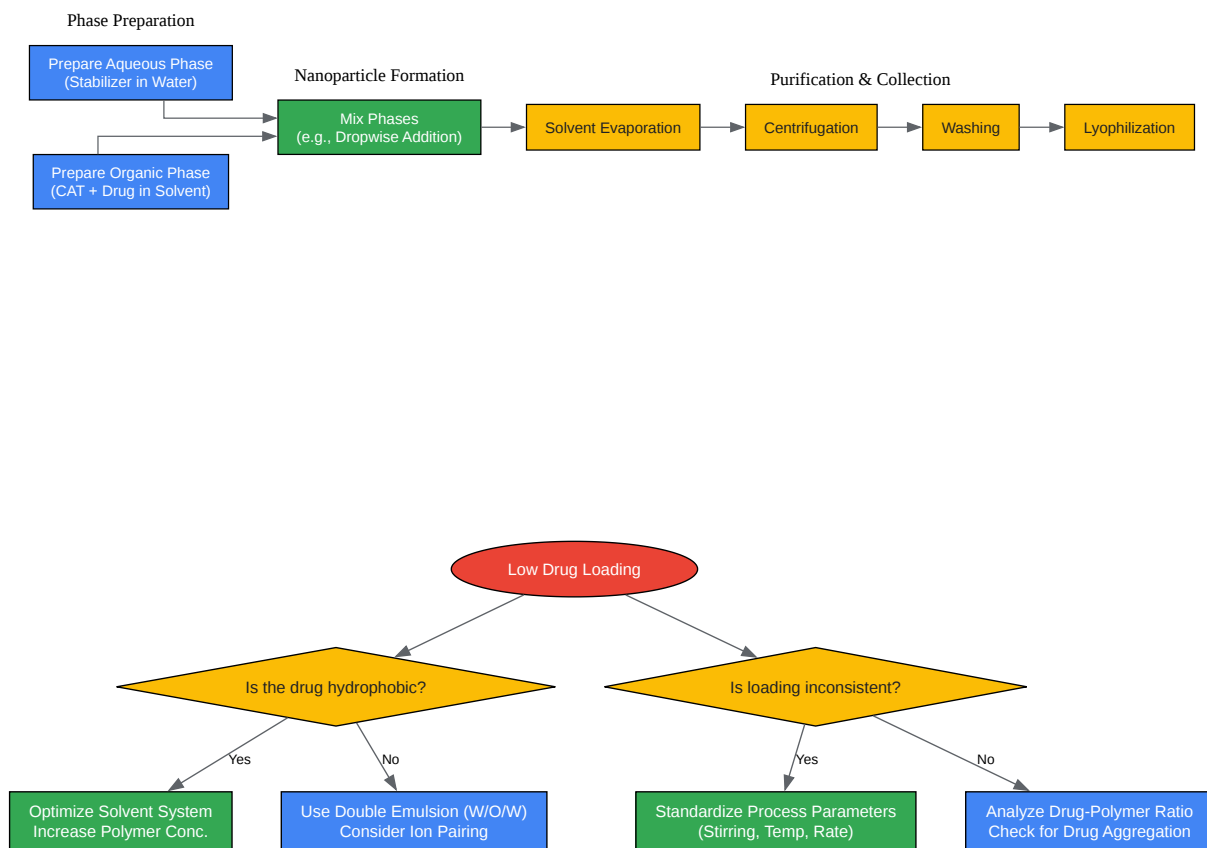 Phase Preparation
Prepare Aqueous Phase
(Stabilizer in Water)
Nanoparticle Formation
Purification & Collection
Mix Phases
(e.g., Dropwise Addition)
Solvent Evaporation
Centrifugation
Washing
Lyophilization
Prepare Organic Phase
(CAT + Drug in Solvent)
Low Drug Loading
Is the drug hydrophobic?
Is loading inconsistent?
Yes
No
Yes
No
Optimize Solvent System
Increase Polymer Conc.
Use Double Emulsion (W/O/W)
Consider Ion Pairing
Standardize Process Parameters
(Stirring, Temp, Rate)
Analyze Drug-Polymer Ratio
Check for Drug Aggregation